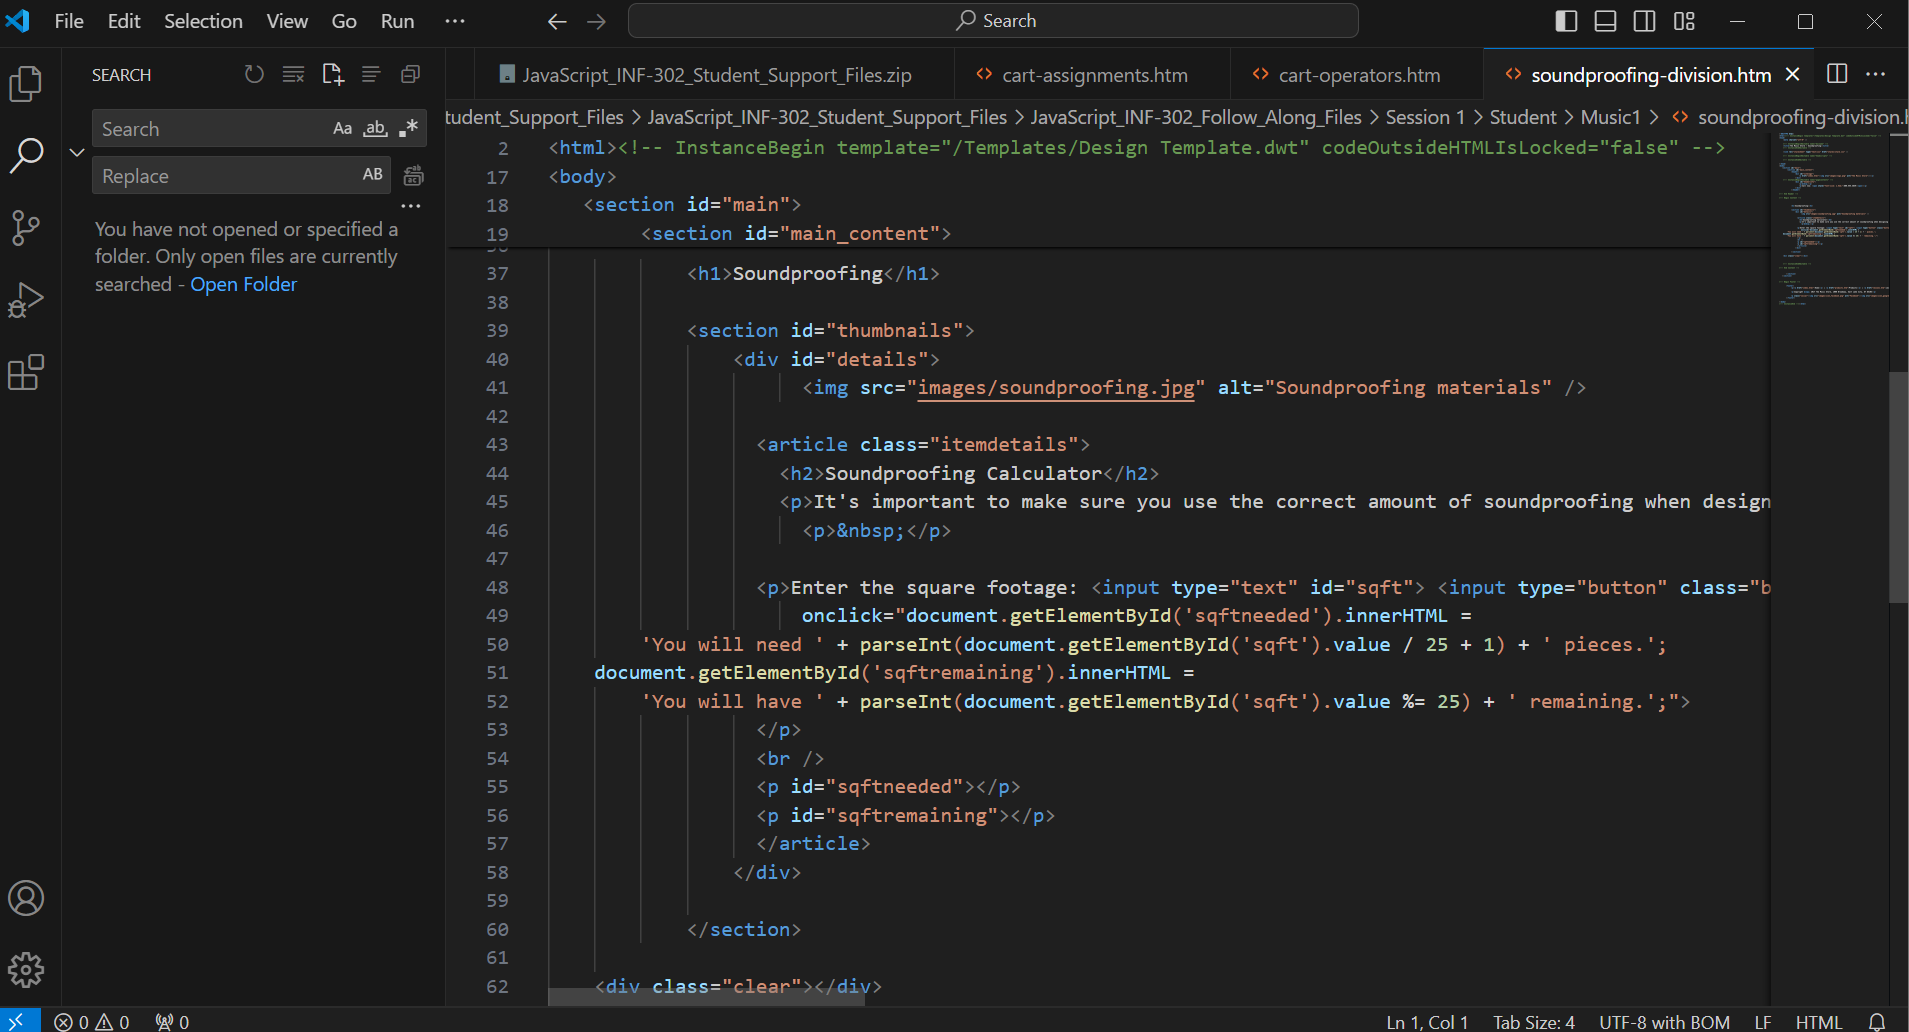 File Edit Selection View Go Run ···
Search
SEARCH
Search Aa ab .*
Replace AB
···
You have not opened or specified a
folder. Only open files are currently
searched - Open Folder
JavaScript_INF-302_Student_Support_Files.zip
cart-assignments.htm
cart-operators.htm
soundproofing-division.htm
tudent_Support_Files > JavaScript_INF-302_Student_Support_Files > JavaScript_INF-302_Follow_Along_Files > Session 1 > Student > Music1 > soundproofing-division.h
2 <html><!-- InstanceBegin template="/Templates/Design Template.dwt" codeOutsideHTMLIsLocked="false" -->
17 <body>
18 <section id="main">
19 <section id="main_content">
37 <h1>Soundproofing</h1>
38
39 <section id="thumbnails">
40 <div id="details">
41 <img src="images/soundproofing.jpg" alt="Soundproofing materials" />
42
43 <article class="itemdetails">
44 <h2>Soundproofing Calculator</h2>
45 <p>It's important to make sure you use the correct amount of soundproofing when design
46 <p>&nbsp;</p>
47
48 <p>Enter the square footage: <input type="text" id="sqft"> <input type="button" class="b
49 onclick="document.getElementById('sqftneeded').innerHTML =
50 'You will need ' + parseInt(document.getElementById('sqft').value / 25 + 1) + ' pieces.';
51 document.getElementById('sqftremaining').innerHTML =
52 'You will have ' + parseInt(document.getElementById('sqft').value %= 25) + ' remaining.';">
53 </p>
54 <br />
55 <p id="sqftneeded"></p>
56 <p id="sqftremaining"></p>
57 </article>
58 </div>
59
60 </section>
61
62 <div class="clear"></div>
0 0 0
Ln 1, Col 1 Tab Size: 4 UTF-8 with BOM LF HTML